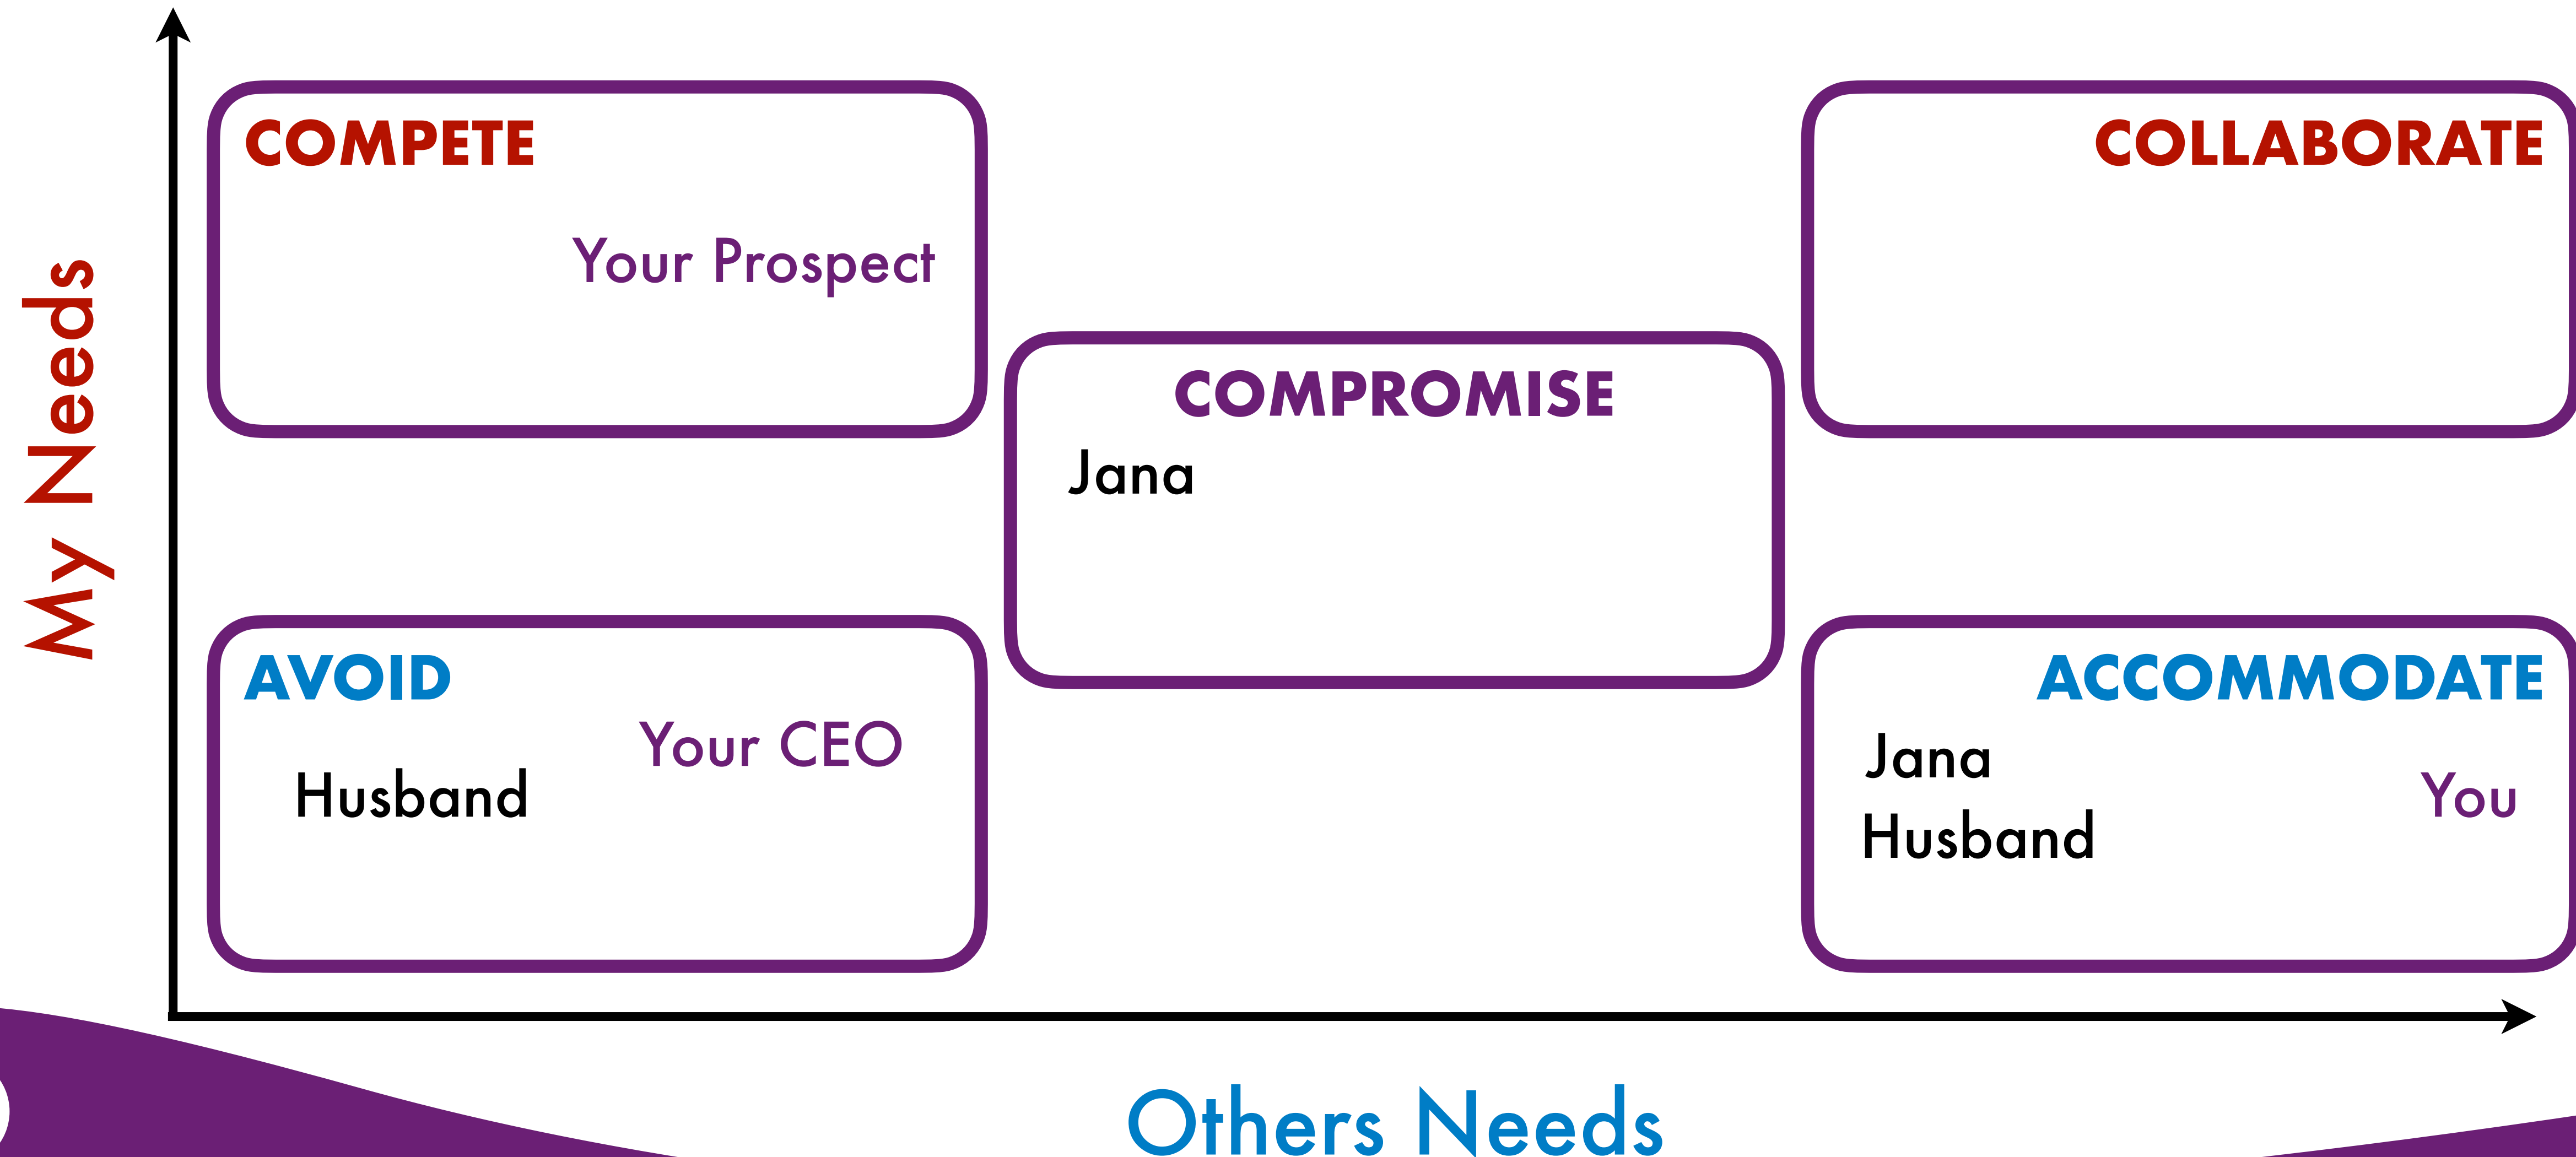 My Needs
COMPETE
Your Prospect
COLLABORATE
COMPROMISE
Jana
AVOID
Your CEO
Husband
ACCOMMODATE
Jana
You
Husband
Others Needs